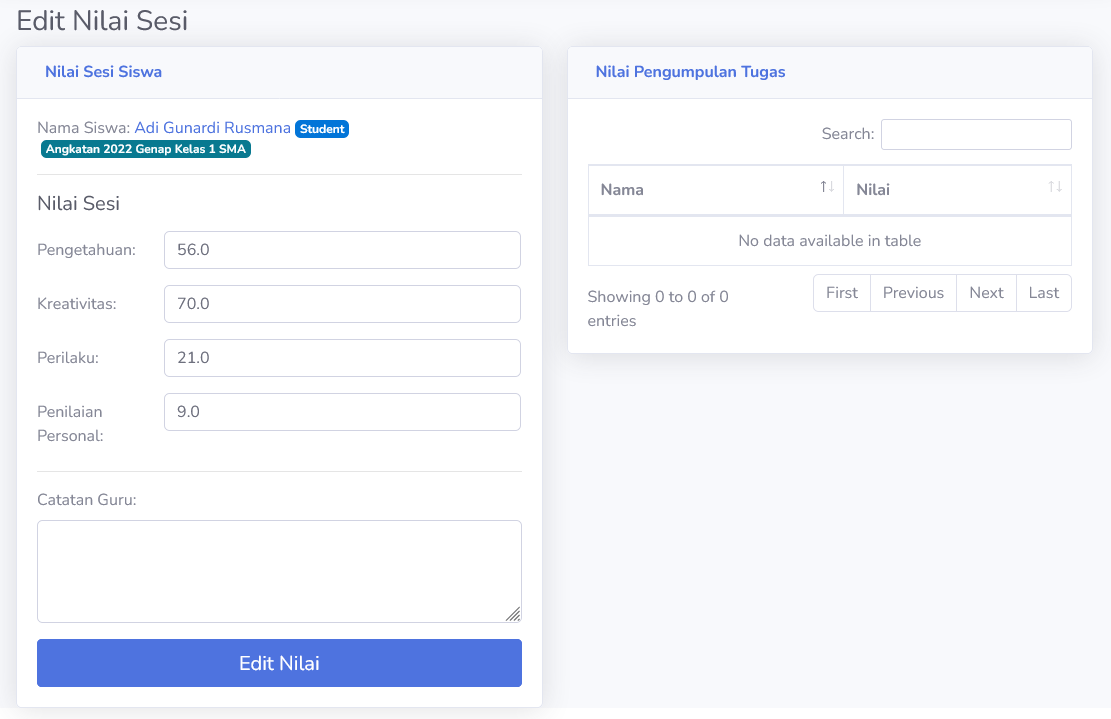 Edit Nilai Sesi
Nilai Sesi Siswa
Nama Siswa: Adi Gunardi Rusmana Student
Angkatan 2022 Genap Kelas 1 SMA
Nilai Sesi
Pengetahuan: 56.0
Kreativitas: 70.0
Perilaku: 21.0
Penilaian 9.0
Personal:
Catatan Guru:
Edit Nilai
Nilai Pengumpulan Tugas
Search:
Nama Nilai
No data available in table
Showing 0 to 0 of 0
entries
First Previous Next Last